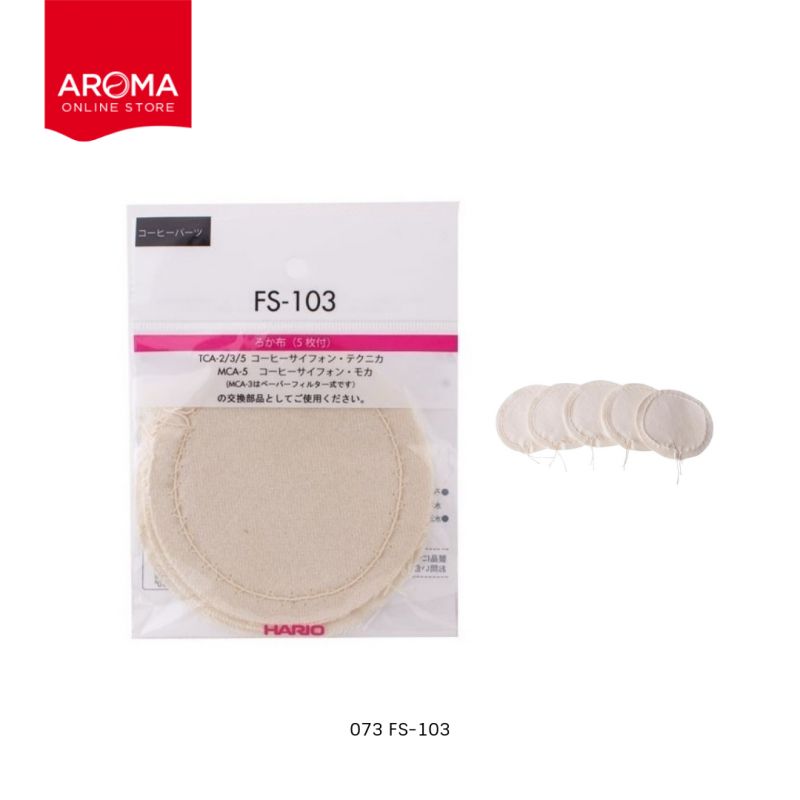 AROMA
ONLINE STORE
コーヒーパーツ
FS-103
ろか布（5枚付）
TCA-2/3/5 コーヒーサイフォン・テクニカ
MCA-5 コーヒーサイフォン・モカ
(MCA-3はペーパーフィルター式です)
の交換部品としてご使用ください。
HARIO
073 FS-103